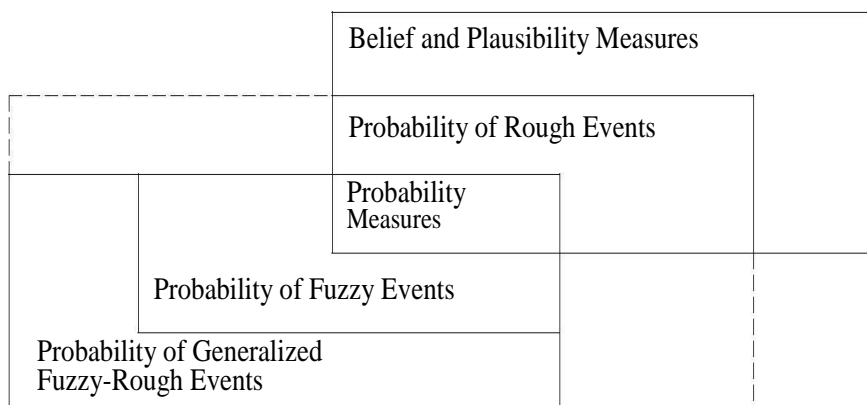 Belief and Plausibility Measures
Probability of Rough Events
Probability
Measures
Probability of Fuzzy Events
Probability of Generalized
Fuzzy-Rough Events